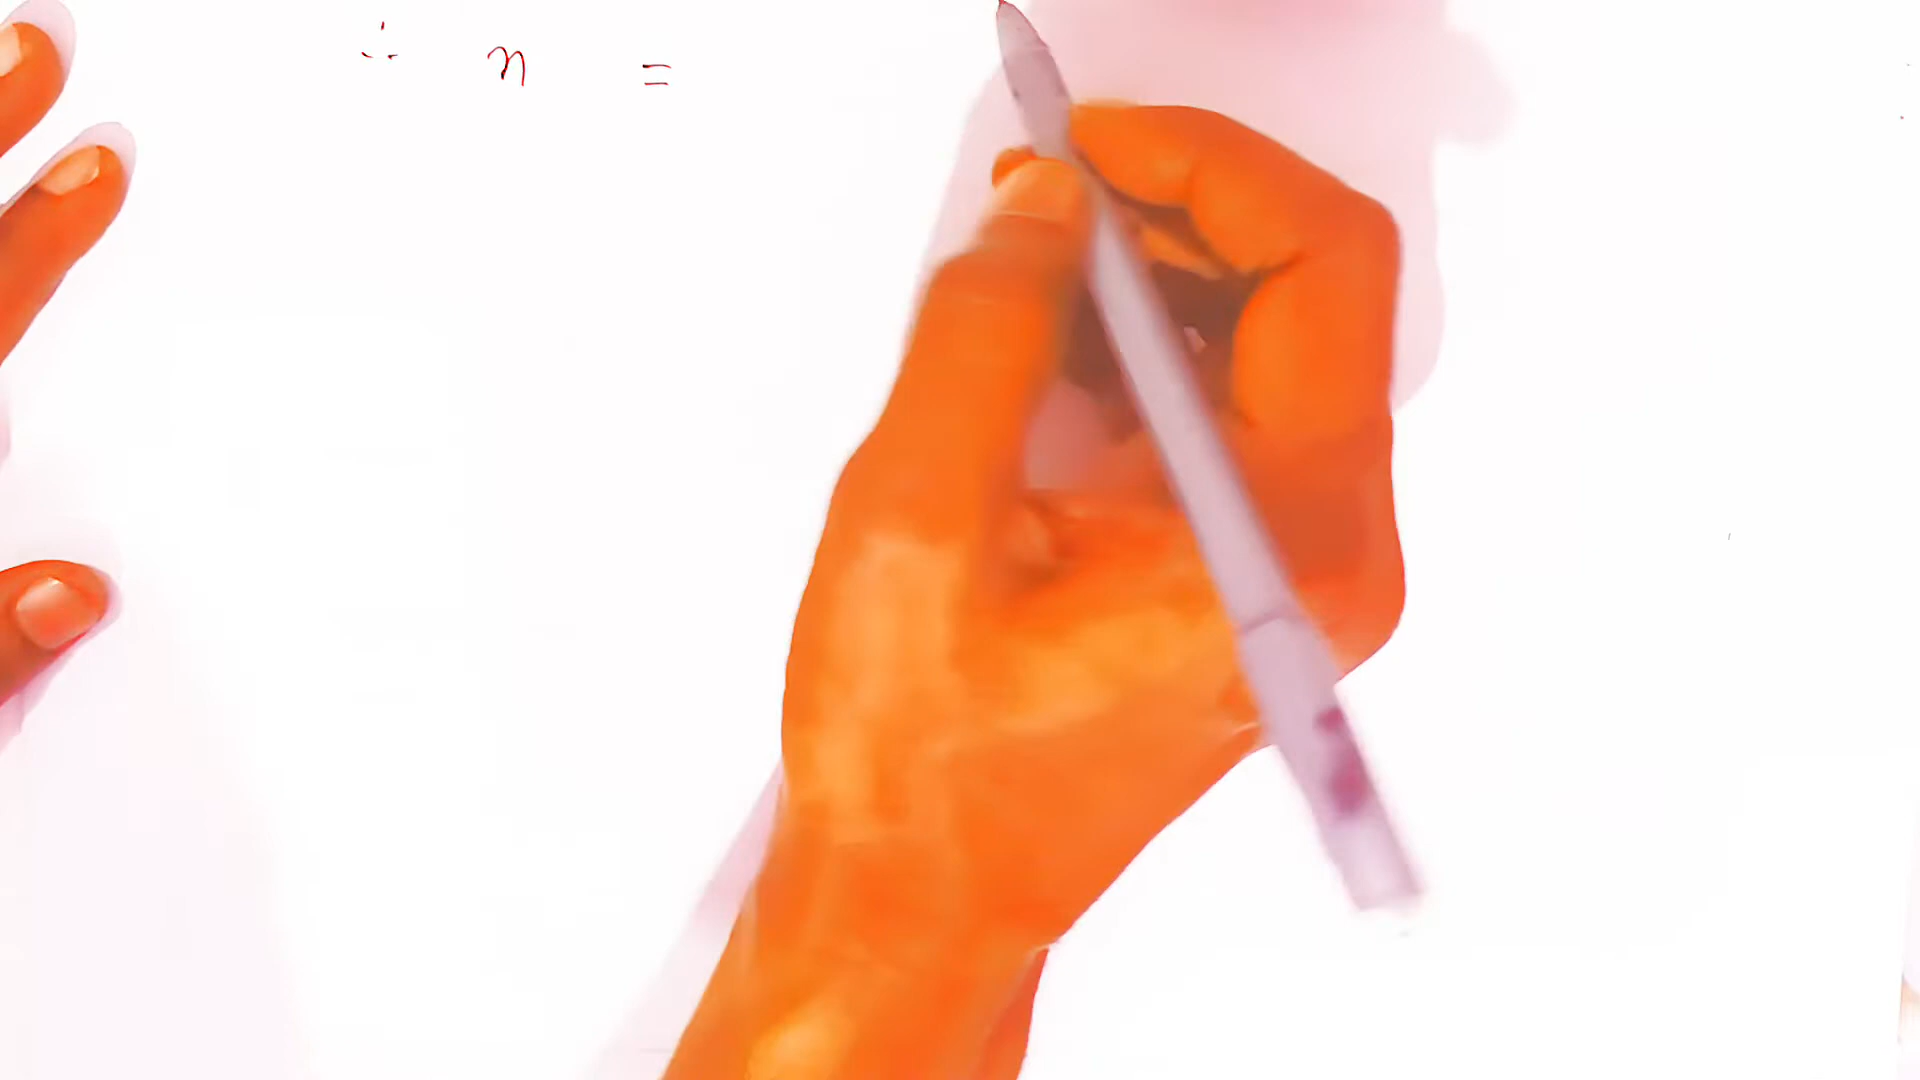 ∴ n =